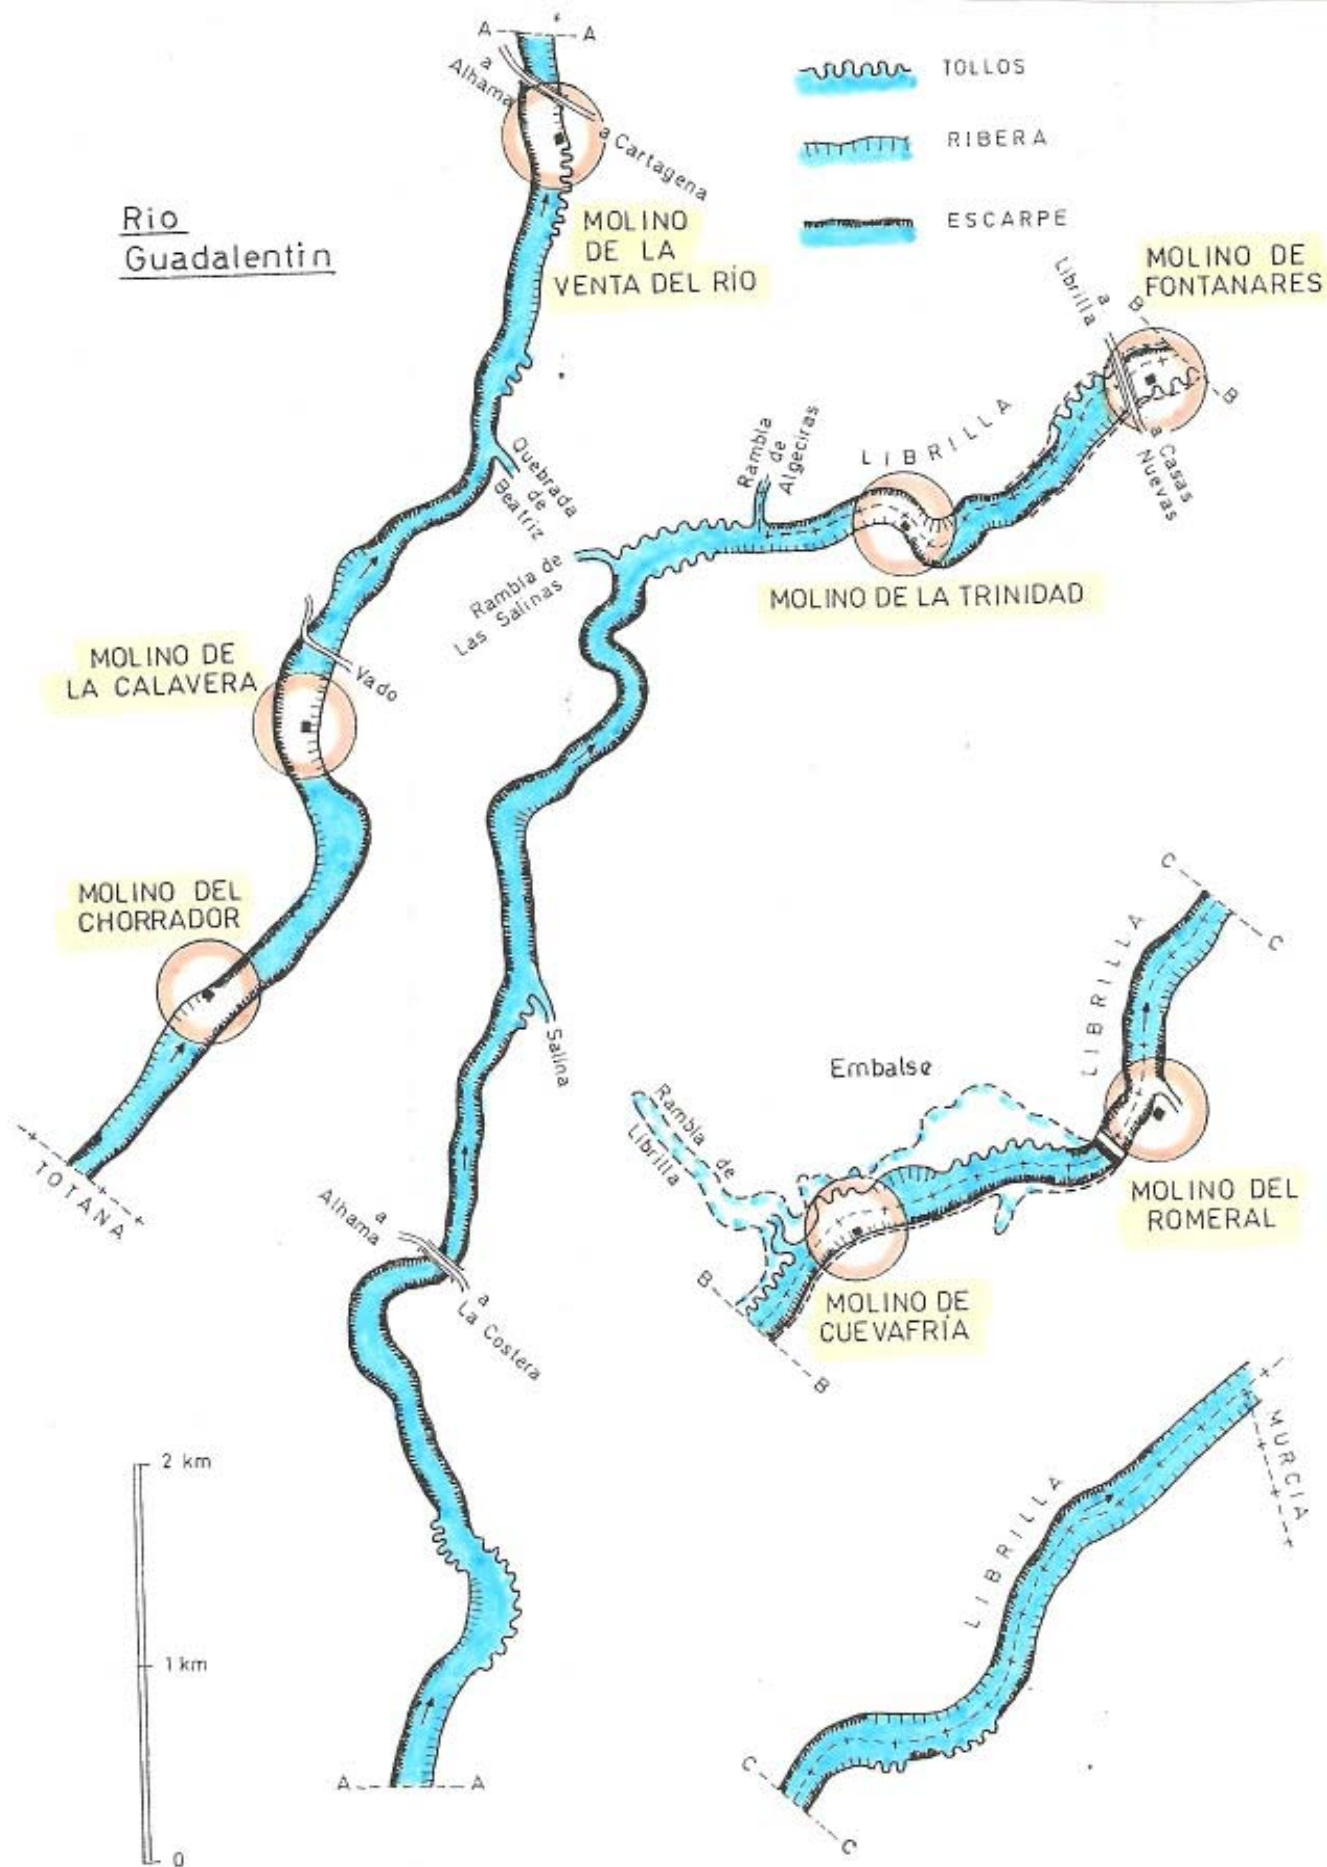 Rio
Guadalentin
A
A
a
Alhama
a Cartagena
MOLINO
DE LA
VENTA DEL RÍO
TOLLOS
RIBERA
ESCARPE
MOLINO DE
FONTANARES
a
Librilla
B
B
a Casas
Nuevas
LIBRILLA
Rambla
de
Algeciras
Quebrada
de
Beatriz
Rambla de
Las Salinas
MOLINO DE LA TRINIDAD
MOLINO DE
LA CALAVERA
Vado
MOLINO DEL
CHORRADOR
TOTANA
Salina
a
Alhama
a
La Costera
C
C
LIBRILLA
Embalse
Rambla de
Librilla
MOLINO DEL
ROMERAL
B
B
MOLINO DE
CUEVAFRÍA
2 km
1 km
0
A
A
MURCIA
LIBRILLA
C
C